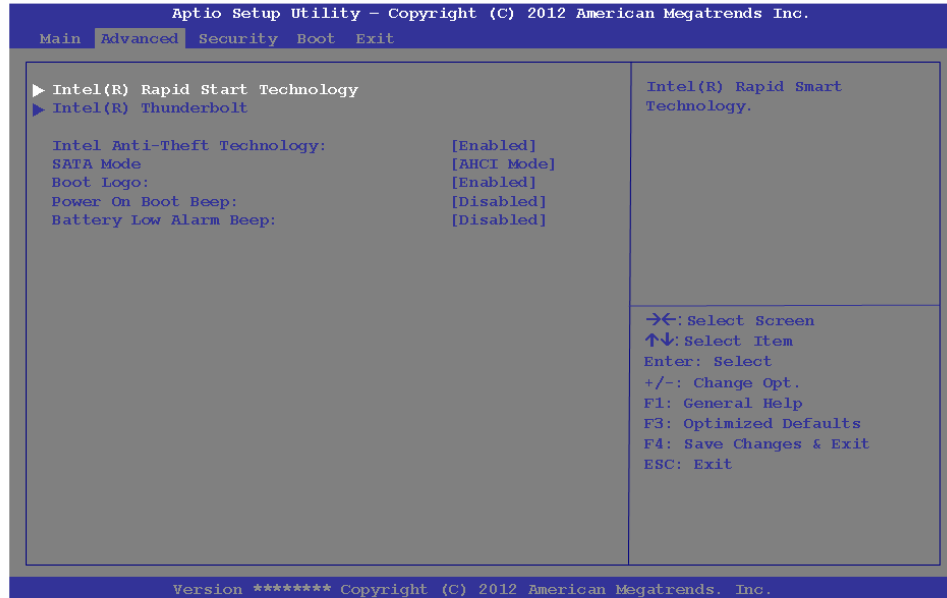 Aptio Setup Utility – Copyright (C) 2012 American Megatrends Inc.
Main Advanced Security Boot Exit
▶ Intel(R) Rapid Start Technology
▶ Intel(R) Thunderbolt
Intel Anti-Theft Technology: [Enabled]
SATA Mode [AHCI Mode]
Boot Logo: [Enabled]
Power On Boot Beep: [Disabled]
Battery Low Alarm Beep: [Disabled]
Intel(R) Rapid Smart
Technology.
→←:Select Screen
↑↓:Select Item
Enter: Select
+/-: Change Opt.
F1: General Help
F3: Optimized Defaults
F4: Save Changes & Exit
ESC: Exit
Version ******** Copyright (C) 2012 American Megatrends. Inc.